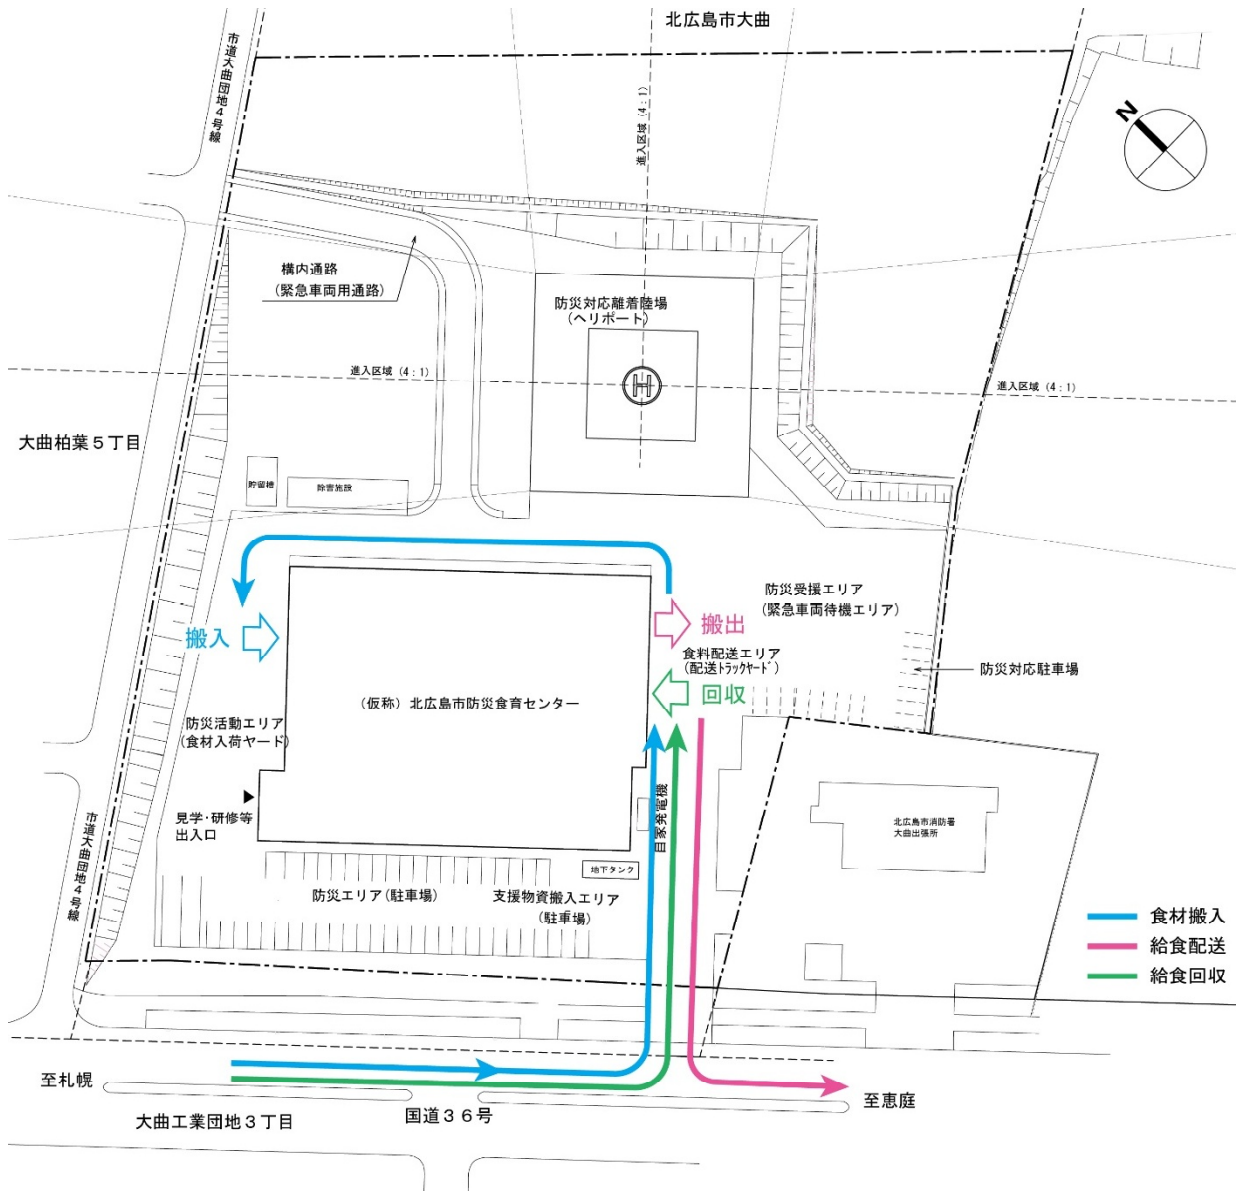 北広島市大曲
市道大曲団地4号線
N
進入区域（4：1）
構内通路
（緊急車両用通路）
防災対応離着陸場
（ヘリポート）
H
進入区域（4：1）
進入区域（4：1）
大曲柏葉５丁目
貯留槽
除害施設
防災受援エリア
（緊急車両待機エリア）
搬入
搬出
食料配送エリア
（配送トラックヤード）
防災対応駐車場
回収
（仮称）北広島市防災食育センター
防災活動エリア
（食材入荷ヤード）
見学・研修等
出入口
自家発電機
北広島市消防署
大曲出張所
市道大曲団地4号線
地下タンク
防災エリア（駐車場）
支援物資搬入エリア
（駐車場）
食材搬入
給食配送
給食回収
至札幌
至恵庭
大曲工業団地３丁目
国道３６号